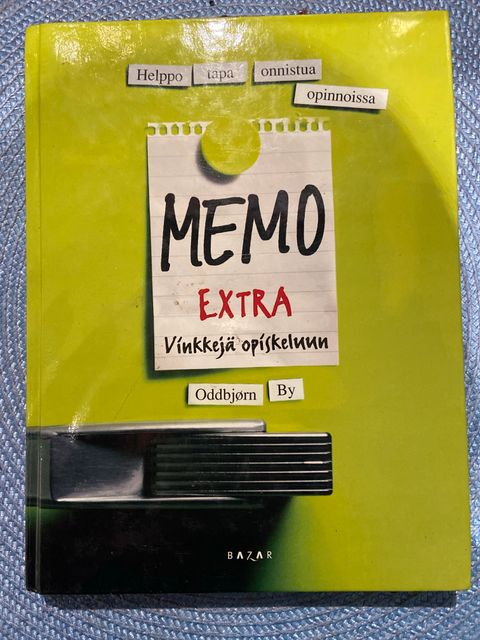 Helppo tapa onnistua
opinnoissa
MEMO
EXTRA
Vinkkejä opiskeluun
Oddbjørn By
BAZAR